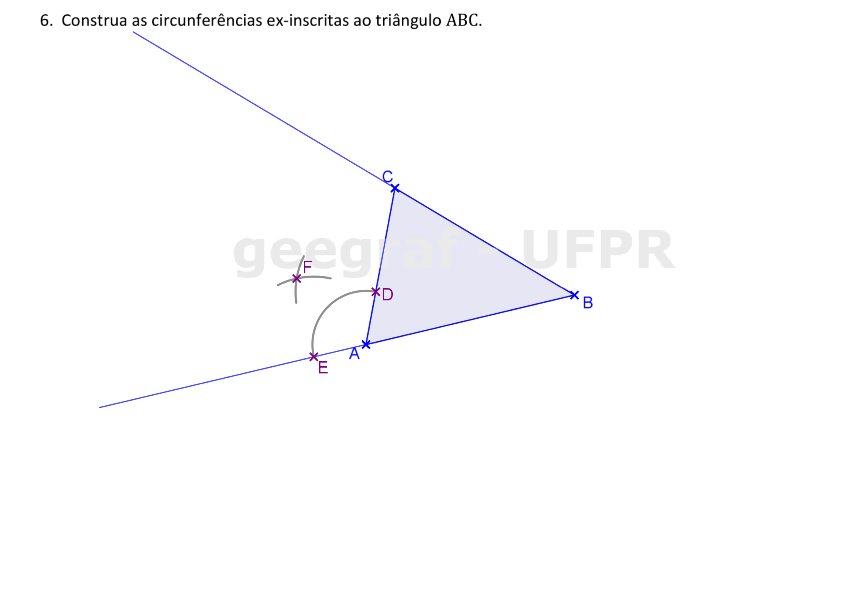 6. Construa as circunferências ex-inscritas ao triângulo ABC.
C
geegraf - UFPR
F
D
B
A
E